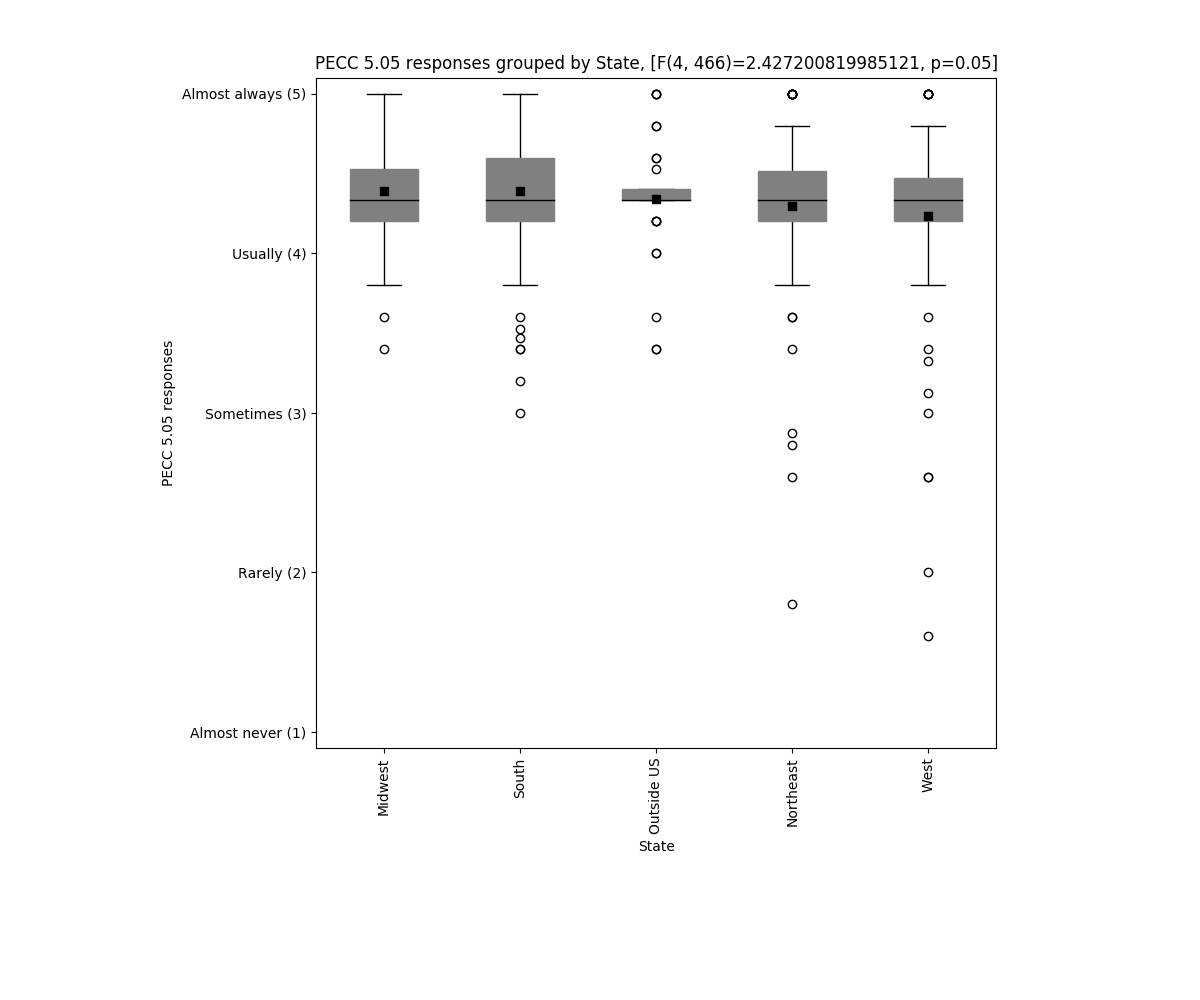 PECC 5.05 responses grouped by State, [F(4, 466)=2.427200819985121, p=0.05]
Almost always (5)
Usually (4)
Sometimes (3)
Rarely (2)
Almost never (1)
PECC 5.05 responses
Midwest
South
Outside US
Northeast
West
State